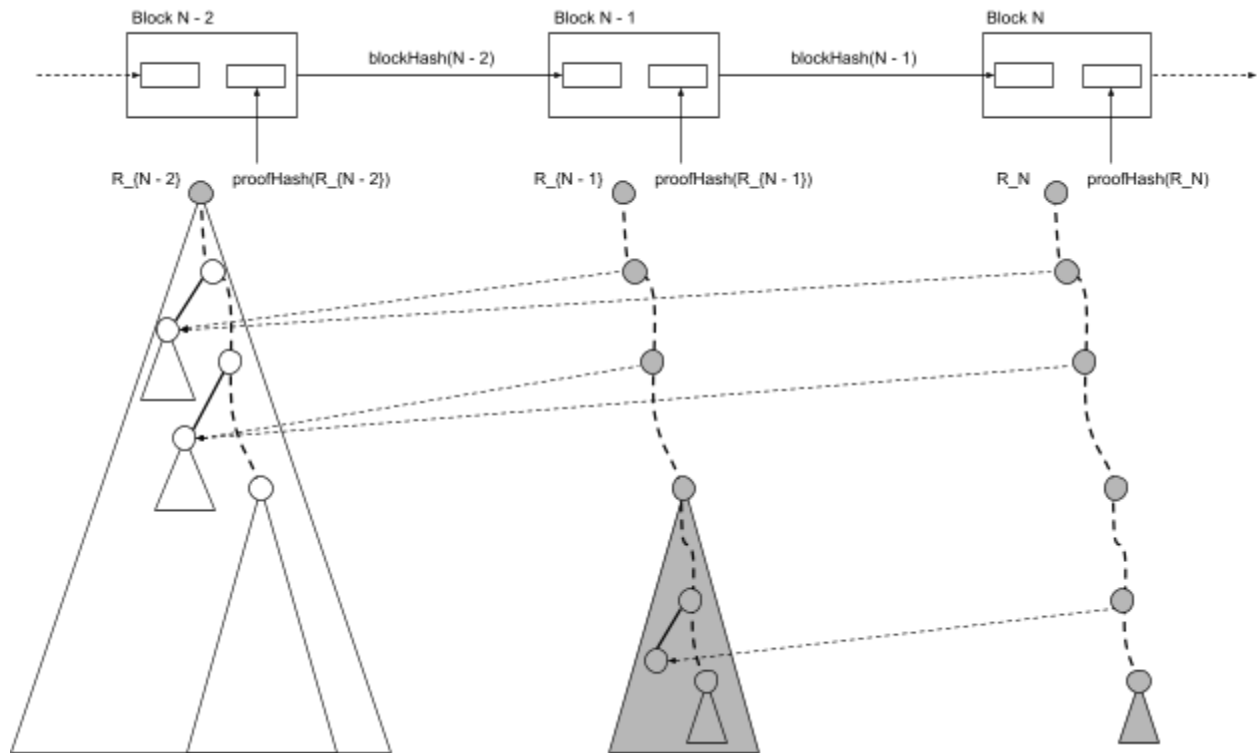 Block N - 2
Block N - 1
Block N
blockHash(N - 2)
blockHash(N - 1)
R_{N - 2}
proofHash(R_{N - 2})
R_{N - 1}
proofHash(R_{N - 1})
R_N
proofHash(R_N)